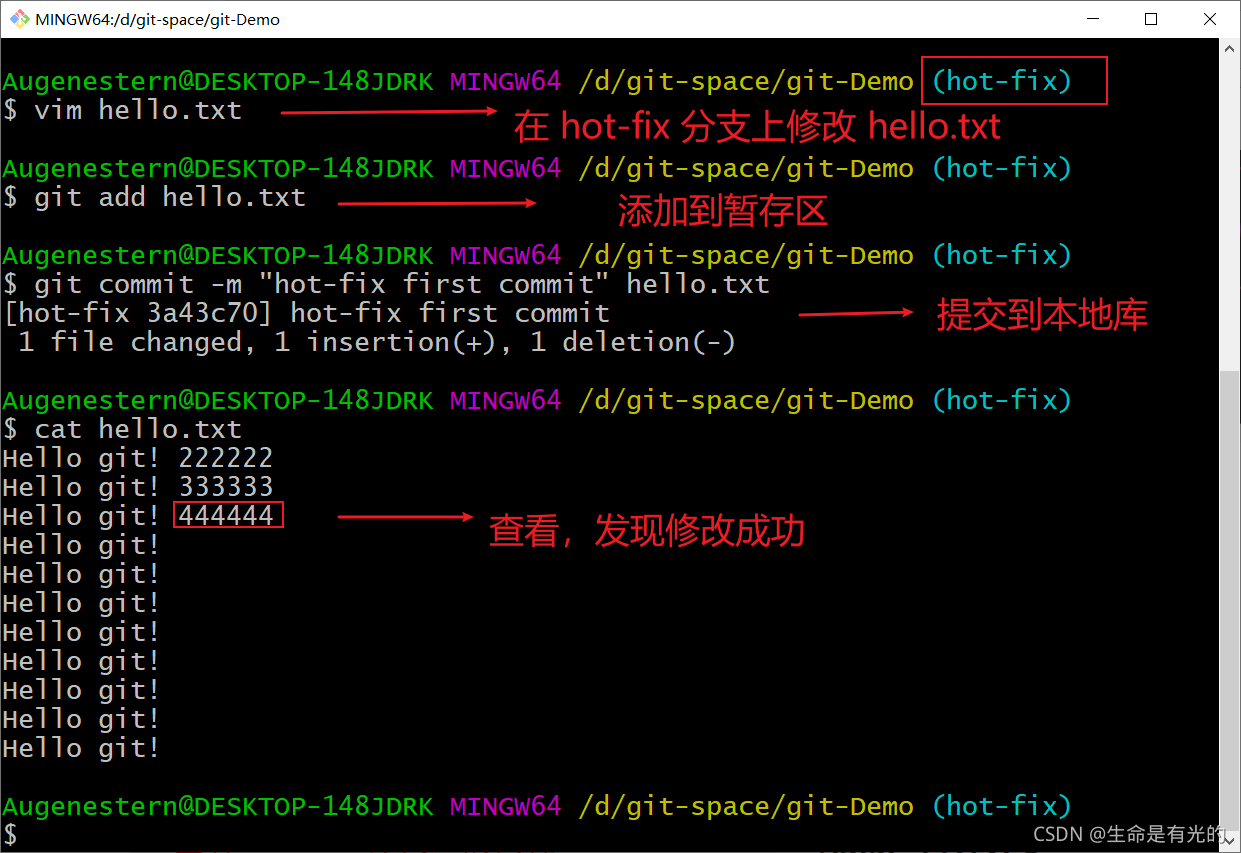 MINGW64:/d/git-space/git-Demo
Augenestern@DESKTOP-148JDRK MINGW64 /d/git-space/git-Demo (hot-fix)
$ vim hello.txt
在 hot-fix 分支上修改 hello.txt
Augenestern@DESKTOP-148JDRK MINGW64 /d/git-space/git-Demo (hot-fix)
$ git add hello.txt
添加到暂存区
Augenestern@DESKTOP-148JDRK MINGW64 /d/git-space/git-Demo (hot-fix)
$ git commit -m "hot-fix first commit" hello.txt
[hot-fix 3a43c70] hot-fix first commit
提交到本地库
1 file changed, 1 insertion(+), 1 deletion(-)
Augenestern@DESKTOP-148JDRK MINGW64 /d/git-space/git-Demo (hot-fix)
$ cat hello.txt
Hello git! 222222
Hello git! 333333
Hello git! 444444
查看，发现修改成功
Hello git!
Hello git!
Hello git!
Hello git!
Hello git!
Hello git!
Hello git!
Hello git!
Augenestern@DESKTOP-148JDRK MINGW64 /d/git-space/git-Demo (hot-fix)
$
CSDN @生命是有光的